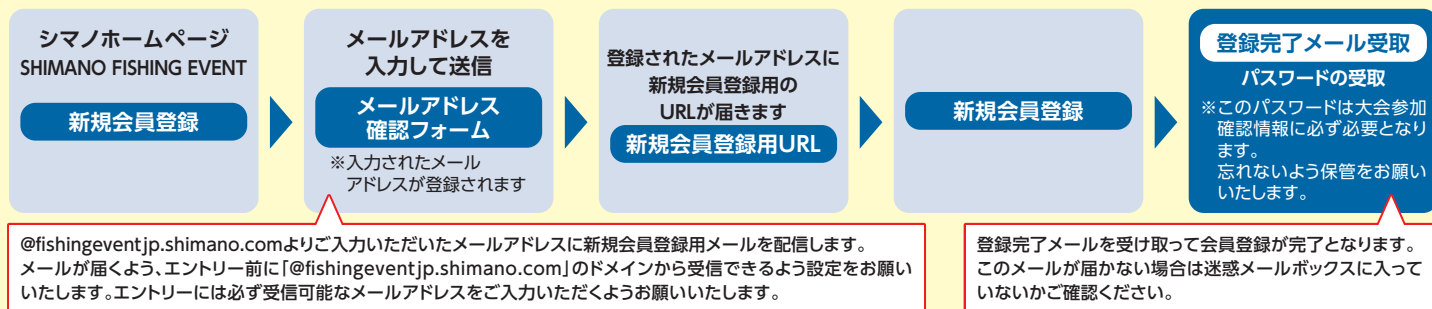 シマノホームページ
SHIMANO FISHING EVENT
新規会員登録
メールアドレスを
入力して送信
メールアドレス
確認フォーム
※入力されたメール
アドレスが登録されます
登録されたメールアドレスに
新規会員登録用の
URLが届きます
新規会員登録用URL
新規会員登録
登録完了メール受取
パスワードの受取
※このパスワードは大会参加
確認情報に必ず必要となり
ます。
忘れないよう保管をお願い
いたします。
@fishingeventjp.shimano.comよりご入力いただいたメールアドレスに新規会員登録用メールを配信します。
メールが届くよう、エントリー前に「@fishingeventjp.shimano.com」のドメインから受信できるよう設定をお願い
いたします。エントリーには必ず受信可能なメールアドレスをご入力いただくようお願いいたします。
登録完了メールを受け取って会員登録が完了となります。
このメールが届かない場合は迷惑メールボックスに入って
いないかご確認ください。